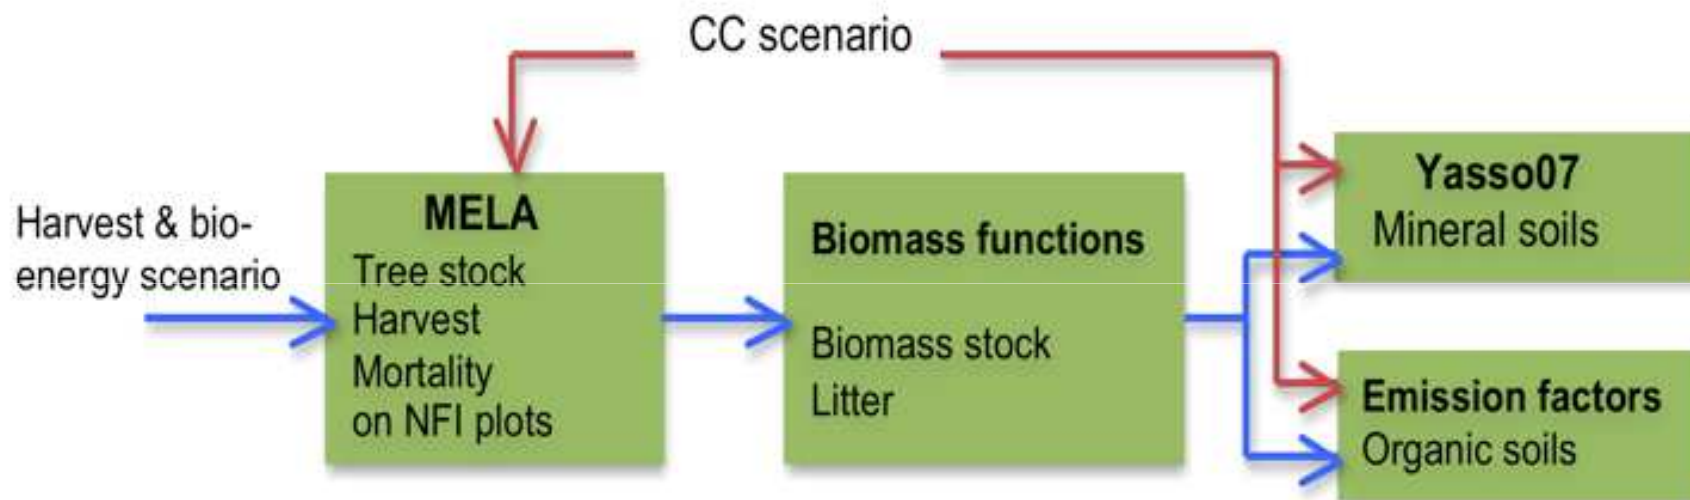 CC scenario
Harvest & bio-
energy scenario
MELA
Tree stock
Harvest
Mortality
on NFI plots
Biomass functions
Biomass stock
Litter
Yasso07
Mineral soils
Emission factors
Organic soils